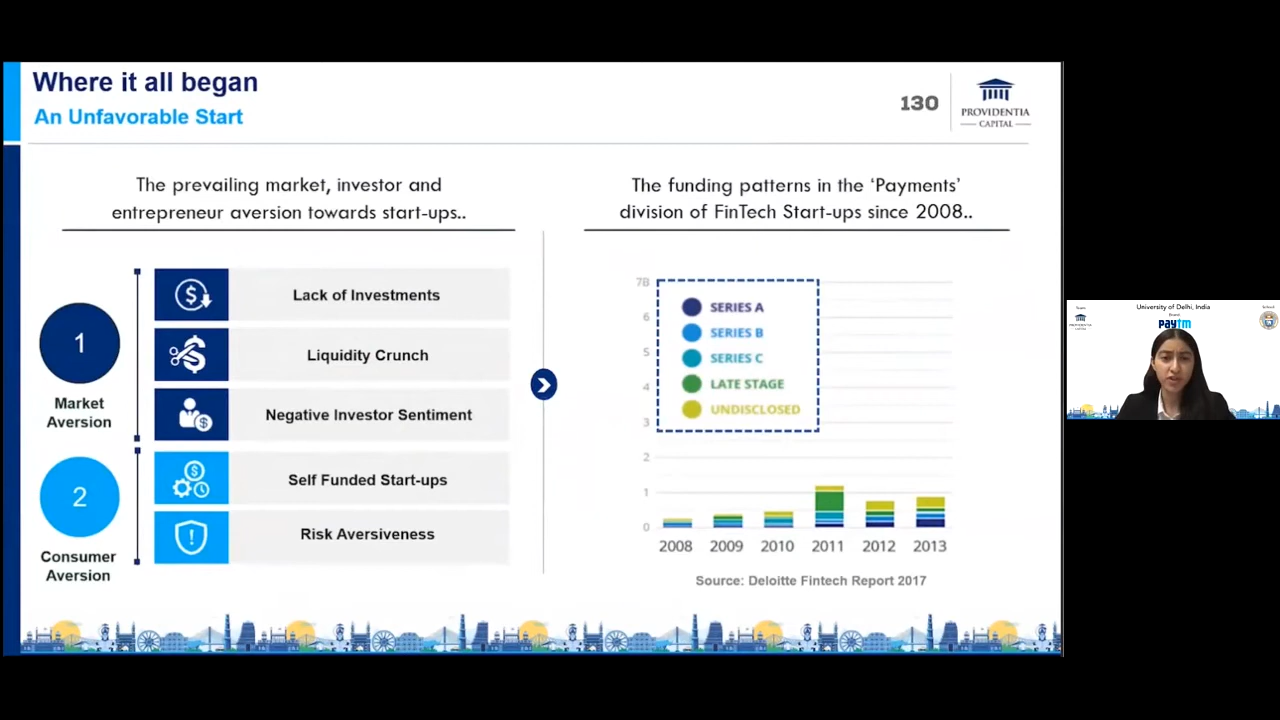 Where it all began
An Unfavorable Start
130
PROVIDENTIA
CAPITAL
The prevailing market, investor and
entrepreneur aversion towards start-ups..
The funding patterns in the ‘Payments’
division of FinTech Start-ups since 2008..
1
Market
Aversion
Lack of Investments
Liquidity Crunch
Negative Investor Sentiment
2
Consumer
Aversion
Self Funded Start-ups
Risk Aversiveness
7B
6
5
4
3
2
1
0
SERIES A
SERIES B
SERIES C
LATE STAGE
UNDISCLOSED
2008 2009 2010 2011 2012 2013
Source: Deloitte Fintech Report 2017
University of Delhi, India
paytm